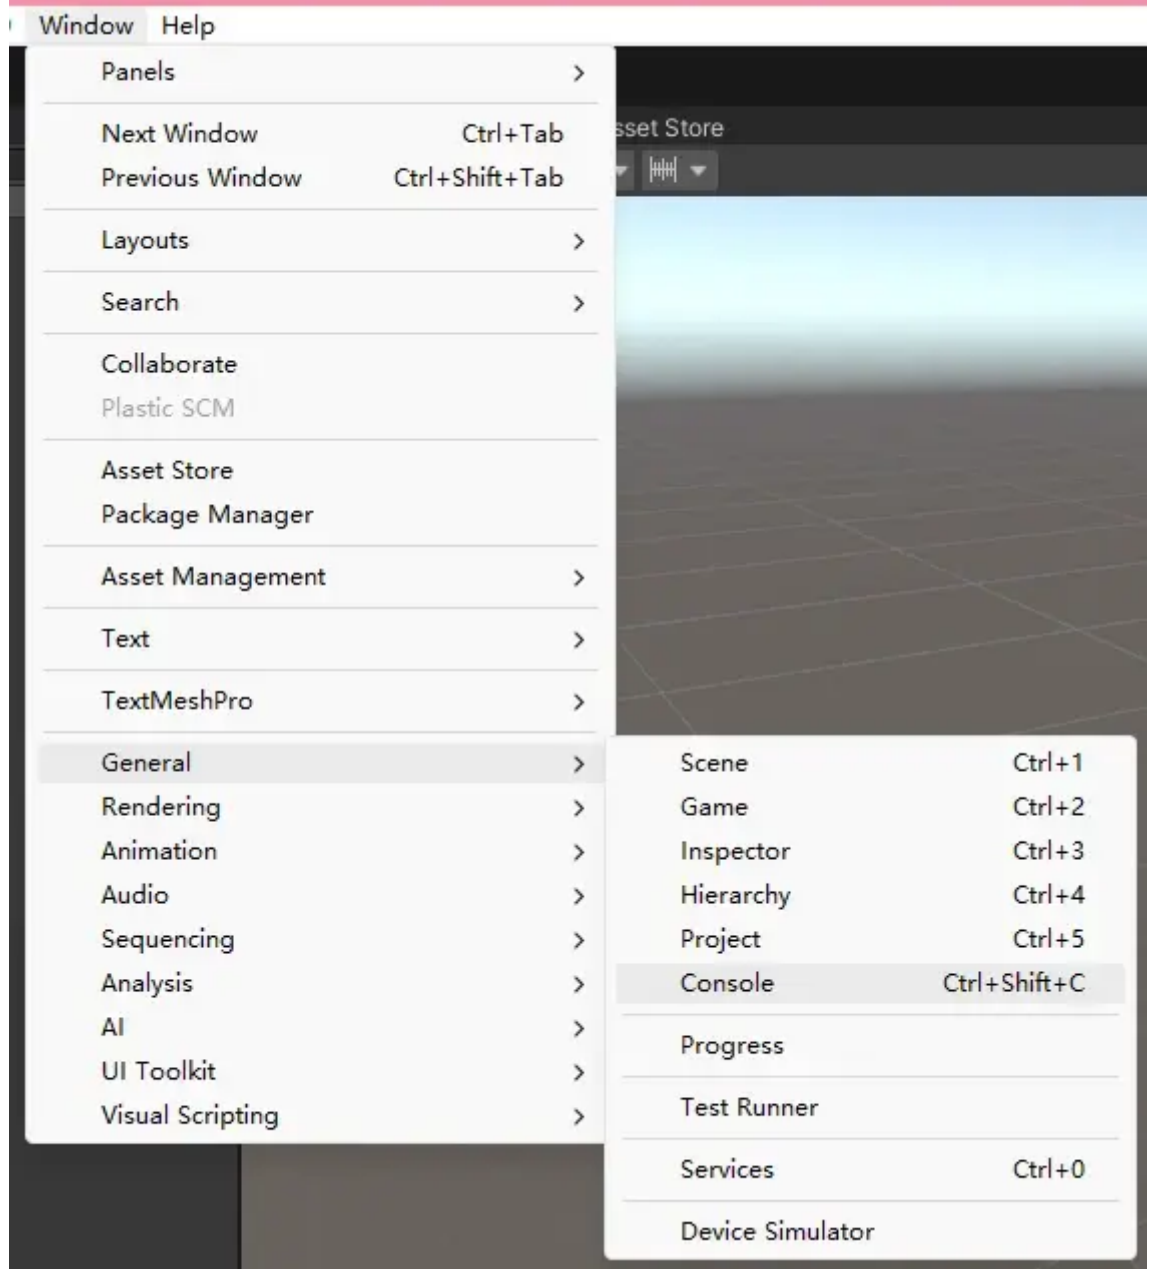 Window Help
Panels
sset Store
Next Window Ctrl+Tab
Previous Window Ctrl+Shift+Tab
Layouts
Search
Collaborate
Plastic SCM
Asset Store
Package Manager
Asset Management
Text
TextMeshPro
General
Rendering
Animation
Audio
Sequencing
Analysis
AI
UI Toolkit
Visual Scripting
Scene Ctrl+1
Game Ctrl+2
Inspector Ctrl+3
Hierarchy Ctrl+4
Project Ctrl+5
Console Ctrl+Shift+C
Progress
Test Runner
Services Ctrl+0
Device Simulator